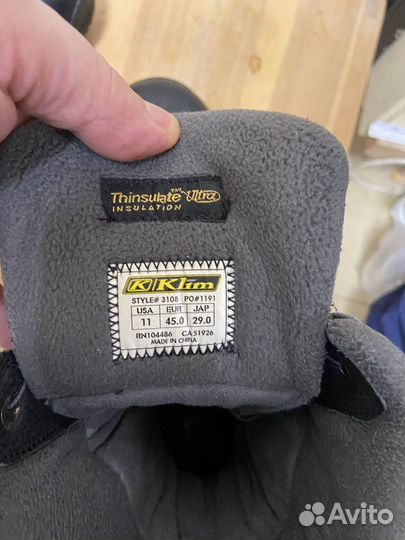 Thinsulate™ Ultra
INSULATION
K Klim
STYLE# 3108 PO#1191
USA EUR JAP
11 45.0 29.0
RN104486 CA51926
MADE IN CHINA
Avito